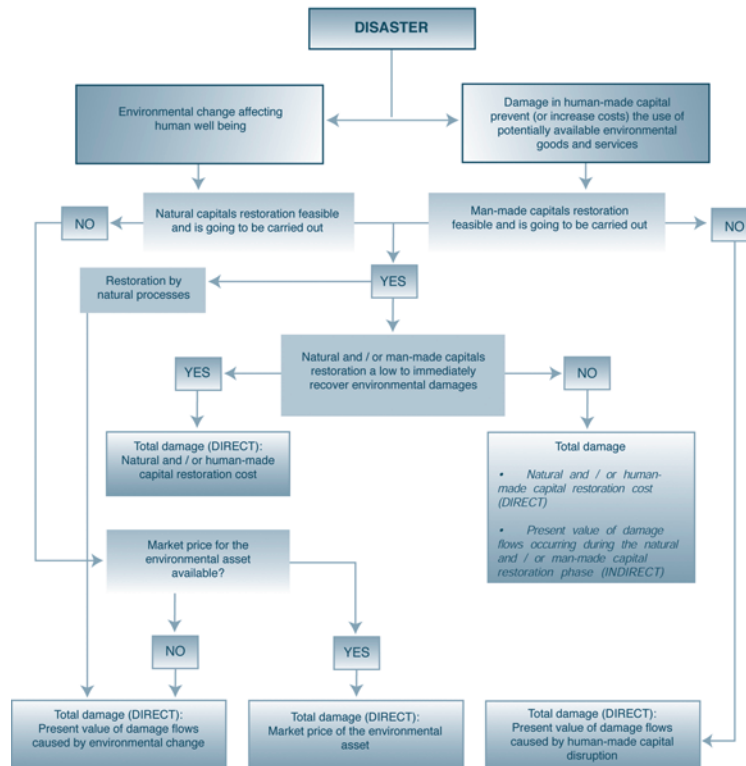 DISASTER
Environmental change affecting
human well being
Damage in human-made capital
prevent (or increase costs) the use of
potentially available environmental
goods and services
NO
Natural capitals restoration feasible
and is going to be carried out
Man-made capitals restoration
feasible and is going to be carried out
NO
Restoration by
natural processes
YES
YES
Natural and / or man-made capitals
restoration a low to immediately
recover environmental damages
NO
Total damage (DIRECT):
Natural and / or human-made
capital restoration cost
Total damage
• Natural and / or human-
made capital restoration cost
(DIRECT)
• Present value of damage
flows occurring during the natural
and / or man-made capital
restoration phase (INDIRECT)
Market price for the
environmental asset
available?
NO
YES
Total damage (DIRECT):
Present value of damage flows
caused by environmental change
Total damage (DIRECT):
Market price of the environmental
asset
Total damage (DIRECT):
Present value of damage flows
caused by human-made capital
disruption